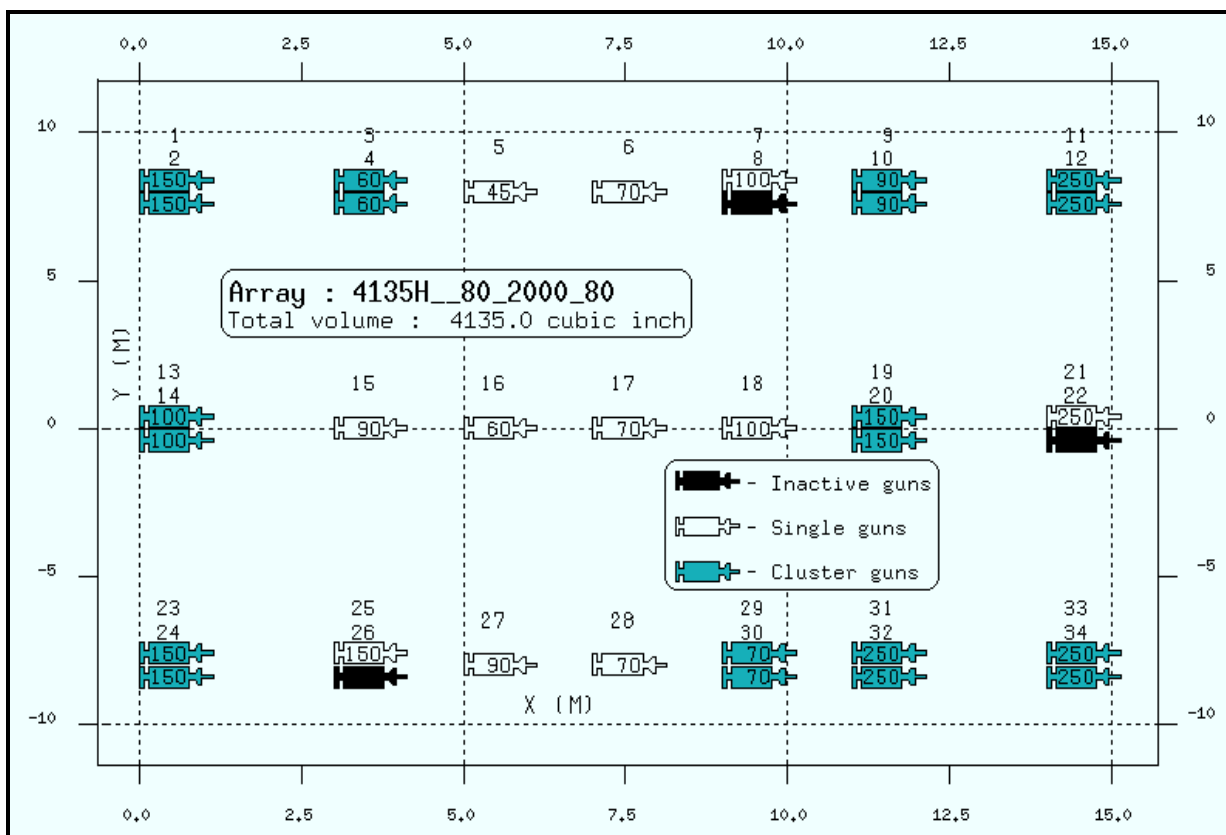 0.0 2.5 5.0 7.5 10.0 12.5 15.0
1 3 7 9 11
10 10
2 4 5 6 8 10 12
150 60 45 70 100 90 250
150 60 90 250
5 5
Array : 4135H__80_2000_80
Total volume : 4135.0 cubic inch
Y (M)
13 15 16 17 18 19 21
14 20 22
100 90 60 70 100 150 250
0 0
100 150
- Inactive guns
- Single guns
- Cluster guns
-5 -5
23 25 27 28 29 31 33
24 26 30 32 34
150 150 90 70 70 250 250
150 70 250 250
X (M)
-10 -10
0.0 2.5 5.0 7.5 10.0 12.5 15.0